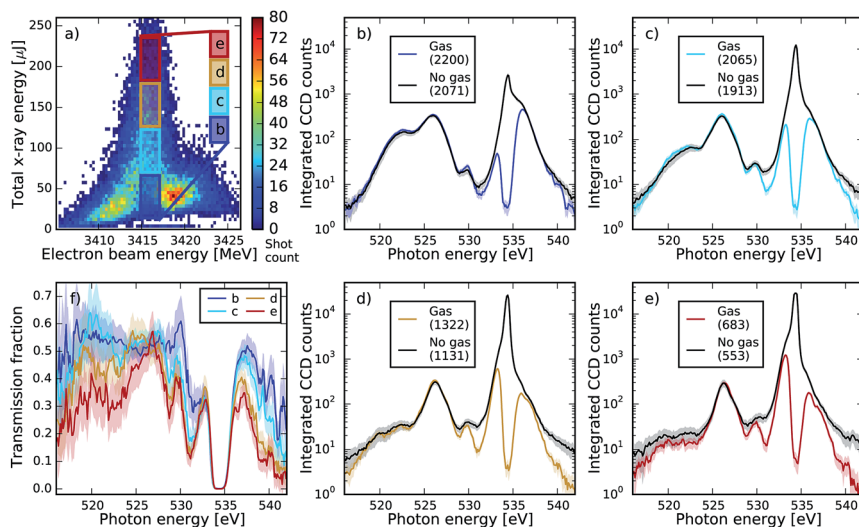 a)
Total x-ray energy [μJ]
250
200
150
100
50
0
3410 3415 3420 3425
Electron beam energy [MeV]
e
d
c
b
80
72
64
56
48
40
32
24
16
8
0
Shot
count
b)
Integrated CCD counts
10^4
10^3
10^2
10^1
10^0
Gas
(2200)
No gas
(2071)
520 525 530 535 540
Photon energy [eV]
c)
Integrated CCD counts
10^4
10^3
10^2
10^1
10^0
Gas
(2065)
No gas
(1913)
520 525 530 535 540
Photon energy [eV]
f)
Transmission fraction
0.7
0.6
0.5
0.4
0.3
0.2
0.1
0.0
b d
c e
520 525 530 535 540
Photon energy [eV]
d)
Integrated CCD counts
10^4
10^3
10^2
10^1
10^0
Gas
(1322)
No gas
(1131)
520 525 530 535 540
Photon energy [eV]
e)
Integrated CCD counts
10^4
10^3
10^2
10^1
10^0
Gas
(683)
No gas
(553)
520 525 530 535 540
Photon energy [eV]